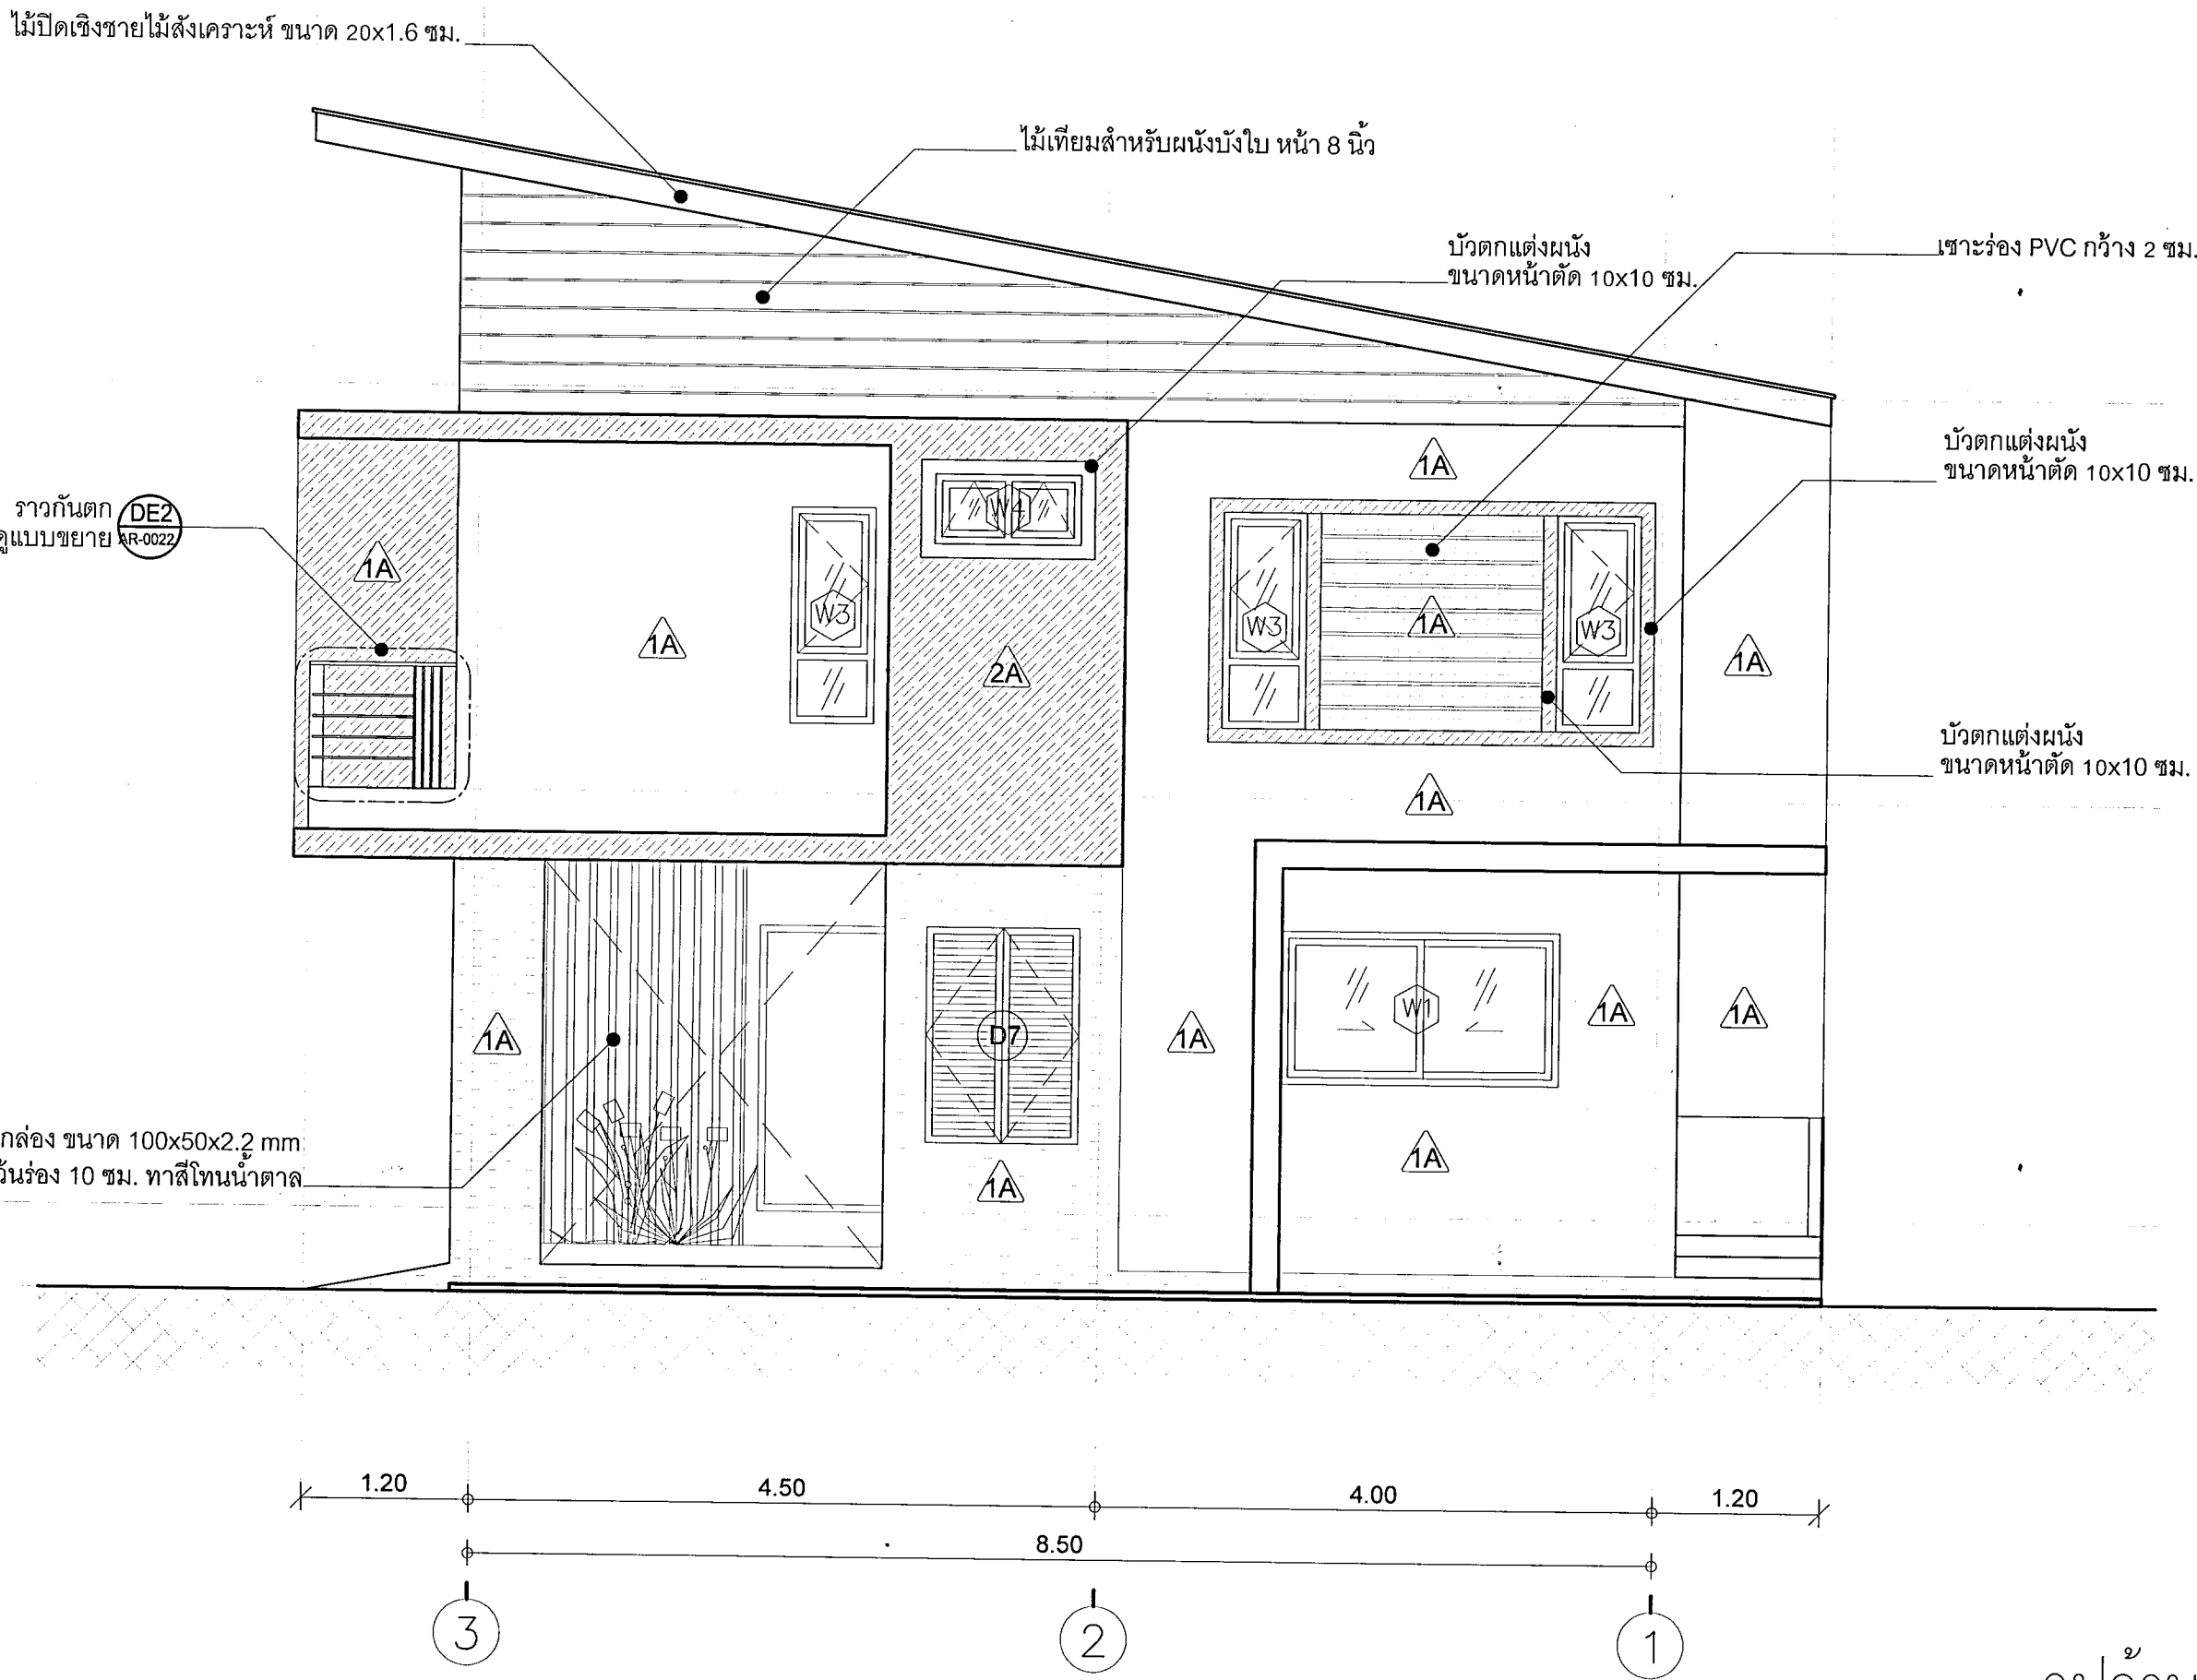 ไม้ปิดเชิงชายไม้สังเคราะห์ ขนาด 20x1.6 ซม.
ไม้เทียมสำหรับผนังบังใบ หน้า 8 นิ้ว
บัวตกแต่งผนัง
ขนาดหน้าตัด 10x10 ซม.
เซาะร่อง PVC กว้าง 2 ซม.
บัวตกแต่งผนัง
ขนาดหน้าตัด 10x10 ซม.
ราวกันตก
ดูแบบขยาย
DE2
AR-0022
1A
W4
1A
1A
W3
2A
W3
1A
W3
1A
บัวตกแต่งผนัง
ขนาดหน้าตัด 10x10 ซม.
1A
1A
D7
1A
W1
1A
1A
กล่อง ขนาด 100x50x2.2 mm
ว้นร่อง 10 ซม. ทาสีโทนน้ำตาล
1A
1A
1.20
4.50
4.00
1.20
8.50
3
2
1